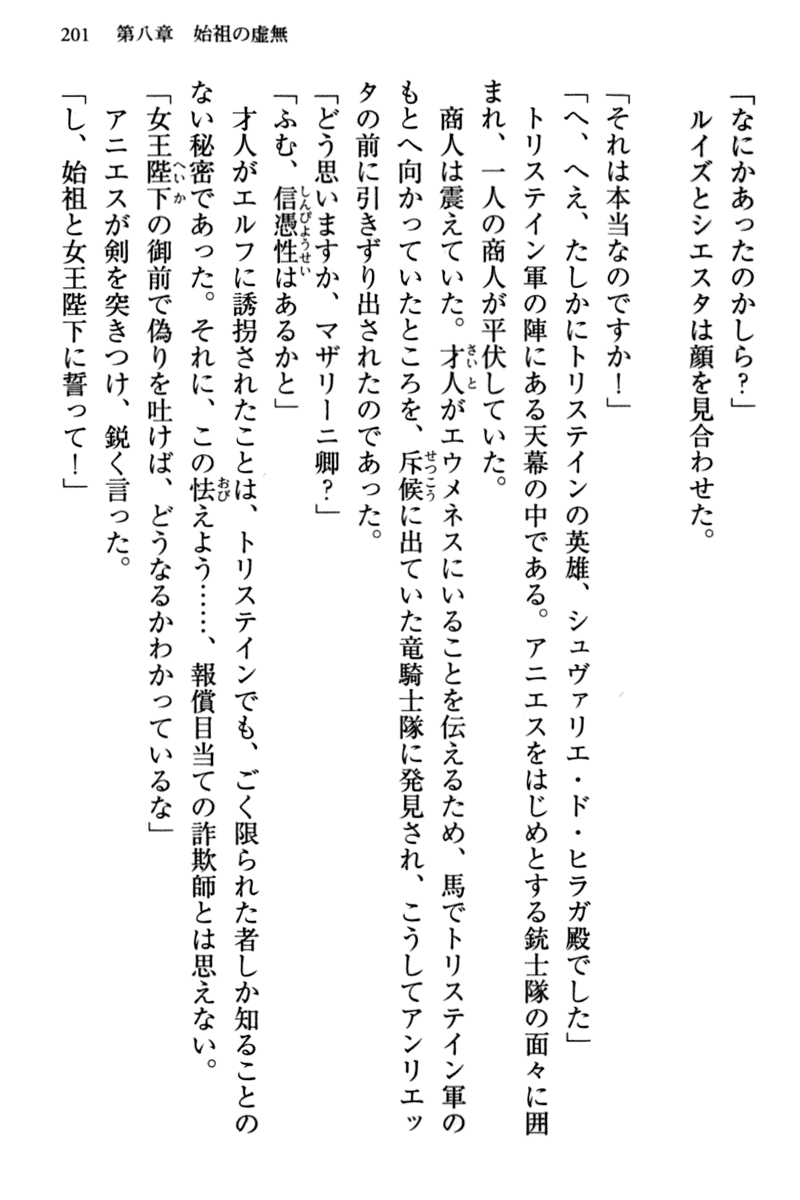 201 第八章 始祖の虚無
「なにかあったのかしら？」
ルイズとシエスタは顔を見合わせた。
「それは本当なのですか！」
「へ、へえ、たしかにトリステインの英雄、シュヴァリエ・ド・ヒラガ殿でした」
トリステイン軍の陣にある天幕の中である。アニエスをはじめとする銃士隊の面々に囲
まれ、一人の商人が平伏していた。
商人は震えていた。才人がエウメネスにいることを伝えるため、馬でトリステイン軍の
もとへ向かっていたところを、斥候に出ていた竜騎士隊に発見され、こうしてアンリエッ
タの前に引きずり出されたのであった。
「どう思いますか、マザリーニ卿？」
「ふむ、信憑性はあるかと」
才人がエルフに誘拐されたことは、トリステインでも、ごく限られた者しか知ることの
ない秘密であった。それに、この怯えよう……、報償目当ての詐欺師とは思えない。
「女王陛下の御前で偽りを吐けば、どうなるかわかっているな」
アニエスが剣を突きつけ、鋭く言った。
「し、始祖と女王陛下に誓って！」